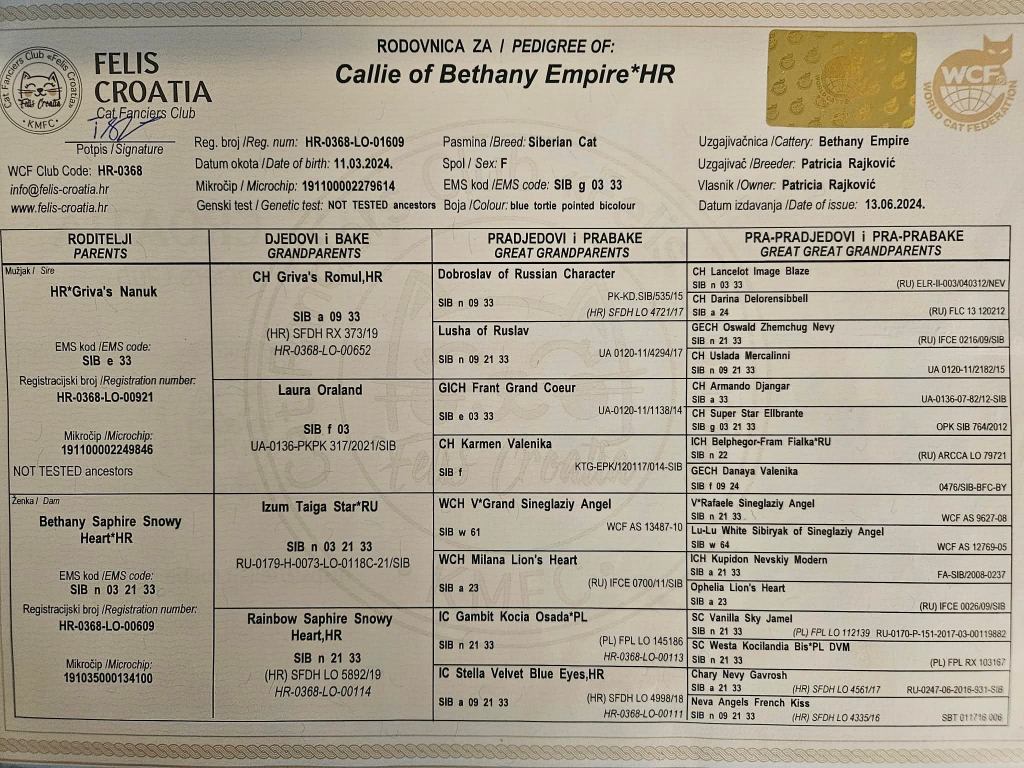 RODOVNICA ZA / PEDIGREE OF:
Callie of Bethany Empire*HR
Cat Fanciers Club «Felis Croatia»
Felis Croatia
• KMFC •
FELIS
CROATIA
Cat Fanciers Club
Potpis /Signature
WCF Club Code: HR-0368
info@felis-croatia.hr
www.felis-croatia.hr
WCF
WORLD CAT FEDERATION
Reg. broj /Reg. num: HR-0368-LO-01609
Datum okota /Date of birth: 11.03.2024.
Mikročip / Microchip: 191100002279614
Genski test / Genetic test: NOT TESTED ancestors
Pasmina /Breed: Siberian Cat
Spol / Sex: F
EMS kod /EMS code: SIB g 03 33
Boja /Colour: blue tortie pointed bicolour
Uzgajivačnica /Cattery: Bethany Empire
Uzgajivač /Breeder: Patricia Rajković
Vlasnik /Owner: Patricia Rajković
Datum izdavanja /Date of issue: 13.06.2024.
RODITELJI
PARENTS
Mužjak / Sire
HR*Griva's Nanuk
EMS kod /EMS code:
SIB e 33
Registracijski broj /Registration number:
HR-0368-LO-00921
Mikročip /Microchip:
191100002249846
NOT TESTED ancestors
Ženka / Dam
Bethany Saphire Snowy
Heart*HR
EMS kod /EMS code:
SIB n 03 21 33
Registracijski broj /Registration number:
HR-0368-LO-00609
Mikročip /Microchip:
191035000134100
DJEDOVI i BAKE
GRANDPARENTS
CH Griva's Romul,HR
SIB a 09 33
(HR) SFDH RX 373/19
HR-0368-LO-00652
Laura Oraland
SIB f 03
UA-0136-PKPK 317/2021/SIB
Izum Taiga Star*RU
SIB n 03 21 33
RU-0179-H-0073-LO-0118C-21/SIB
Rainbow Saphire Snowy
Heart,HR
SIB n 21 33
(HR) SFDH LO 5892/19
HR-0368-LO-00114
PRADJEDOVI i PRABAKE
GREAT GRANDPARENTS
Dobroslav of Russian Character
SIB n 09 33
PK-KD.SIB/535/15
(HR) SFDH LO 4721/17
Lusha of Ruslav
SIB n 09 21 33
UA 0120-11/4294/17
GICH Frant Grand Coeur
SIB e 03 33
UA-0120-11/1138/14
CH Karmen Valenika
SIB f
KTG-EPK/120117/014-SIB
WCH V*Grand Sineglaziy Angel
SIB w 61
WCF AS 13487-10
WCH Milana Lion's Heart
SIB a 23
(RU) IFCE 0700/11/SIB
IC Gambit Kocia Osada*PL
SIB n 21 33
(PL) FPL LO 145186
HR-0368-LO-00113
IC Stella Velvet Blue Eyes,HR
SIB a 09 21 33
(HR) SFDH LO 4998/18
HR-0368-LO-00111
PRA-PRADJEDOVI i PRA-PRABAKE
GREAT GREAT GRANDPARENTS
CH Lancelot Image Blaze
SIB n 03 33
(RU) ELR-II-003/040312/NEV
CH Darina Delorensibbell
SIB a 24
(RU) FLC 13 120212
GECH Oswald Zhemchug Nevy
SIB n 21 33
(RU) IFCE 0216/09/SIB
CH Uslada Mercalinni
SIB n 09 21 33
UA 0120-11/2182/15
CH Armando Djangar
SIB a 33
UA-0136-07-82/12-SIB
CH Super Star Ellbrante
SIB g 03 21 33
OPK SIB 764/2012
ICH Belphegor-Fram Fialka*RU
SIB n 22
(RU) ARCCA LO 79721
GECH Danaya Valenika
SIB f 09 24
0476/SIB-BFC-BY
V*Rafaele Sineglaziy Angel
SIB n 21 33
WCF AS 9627-08
Lu-Lu White Sibiryak of Sineglaziy Angel
SIB w 64
WCF AS 12769-05
ICH Kupidon Nevskiy Modern
SIB a 21 33
FA-SIB/2008-0237
Ophelia Lion's Heart
SIB a 23
(RU) IFCE 0026/09/SIB
SC Vanilla Sky Jamel
SIB n 21 33
(PL) FPL LO 112139 RU-0170-P-151-2017-03-00119882
SC Westa Kocilandia Bis*PL DVM
SIB n 21 33
(PL) FPL RX 103167
Chary Nevy Gavrosh
SIB a 21 33
(HR) SFDH LO 4561/17 RU-0247-06-2016-931-SIB
Neva Angels French Kiss
SIB n 09 21 33
(HR) SFDH LO 4335/16 SBT 011716 006